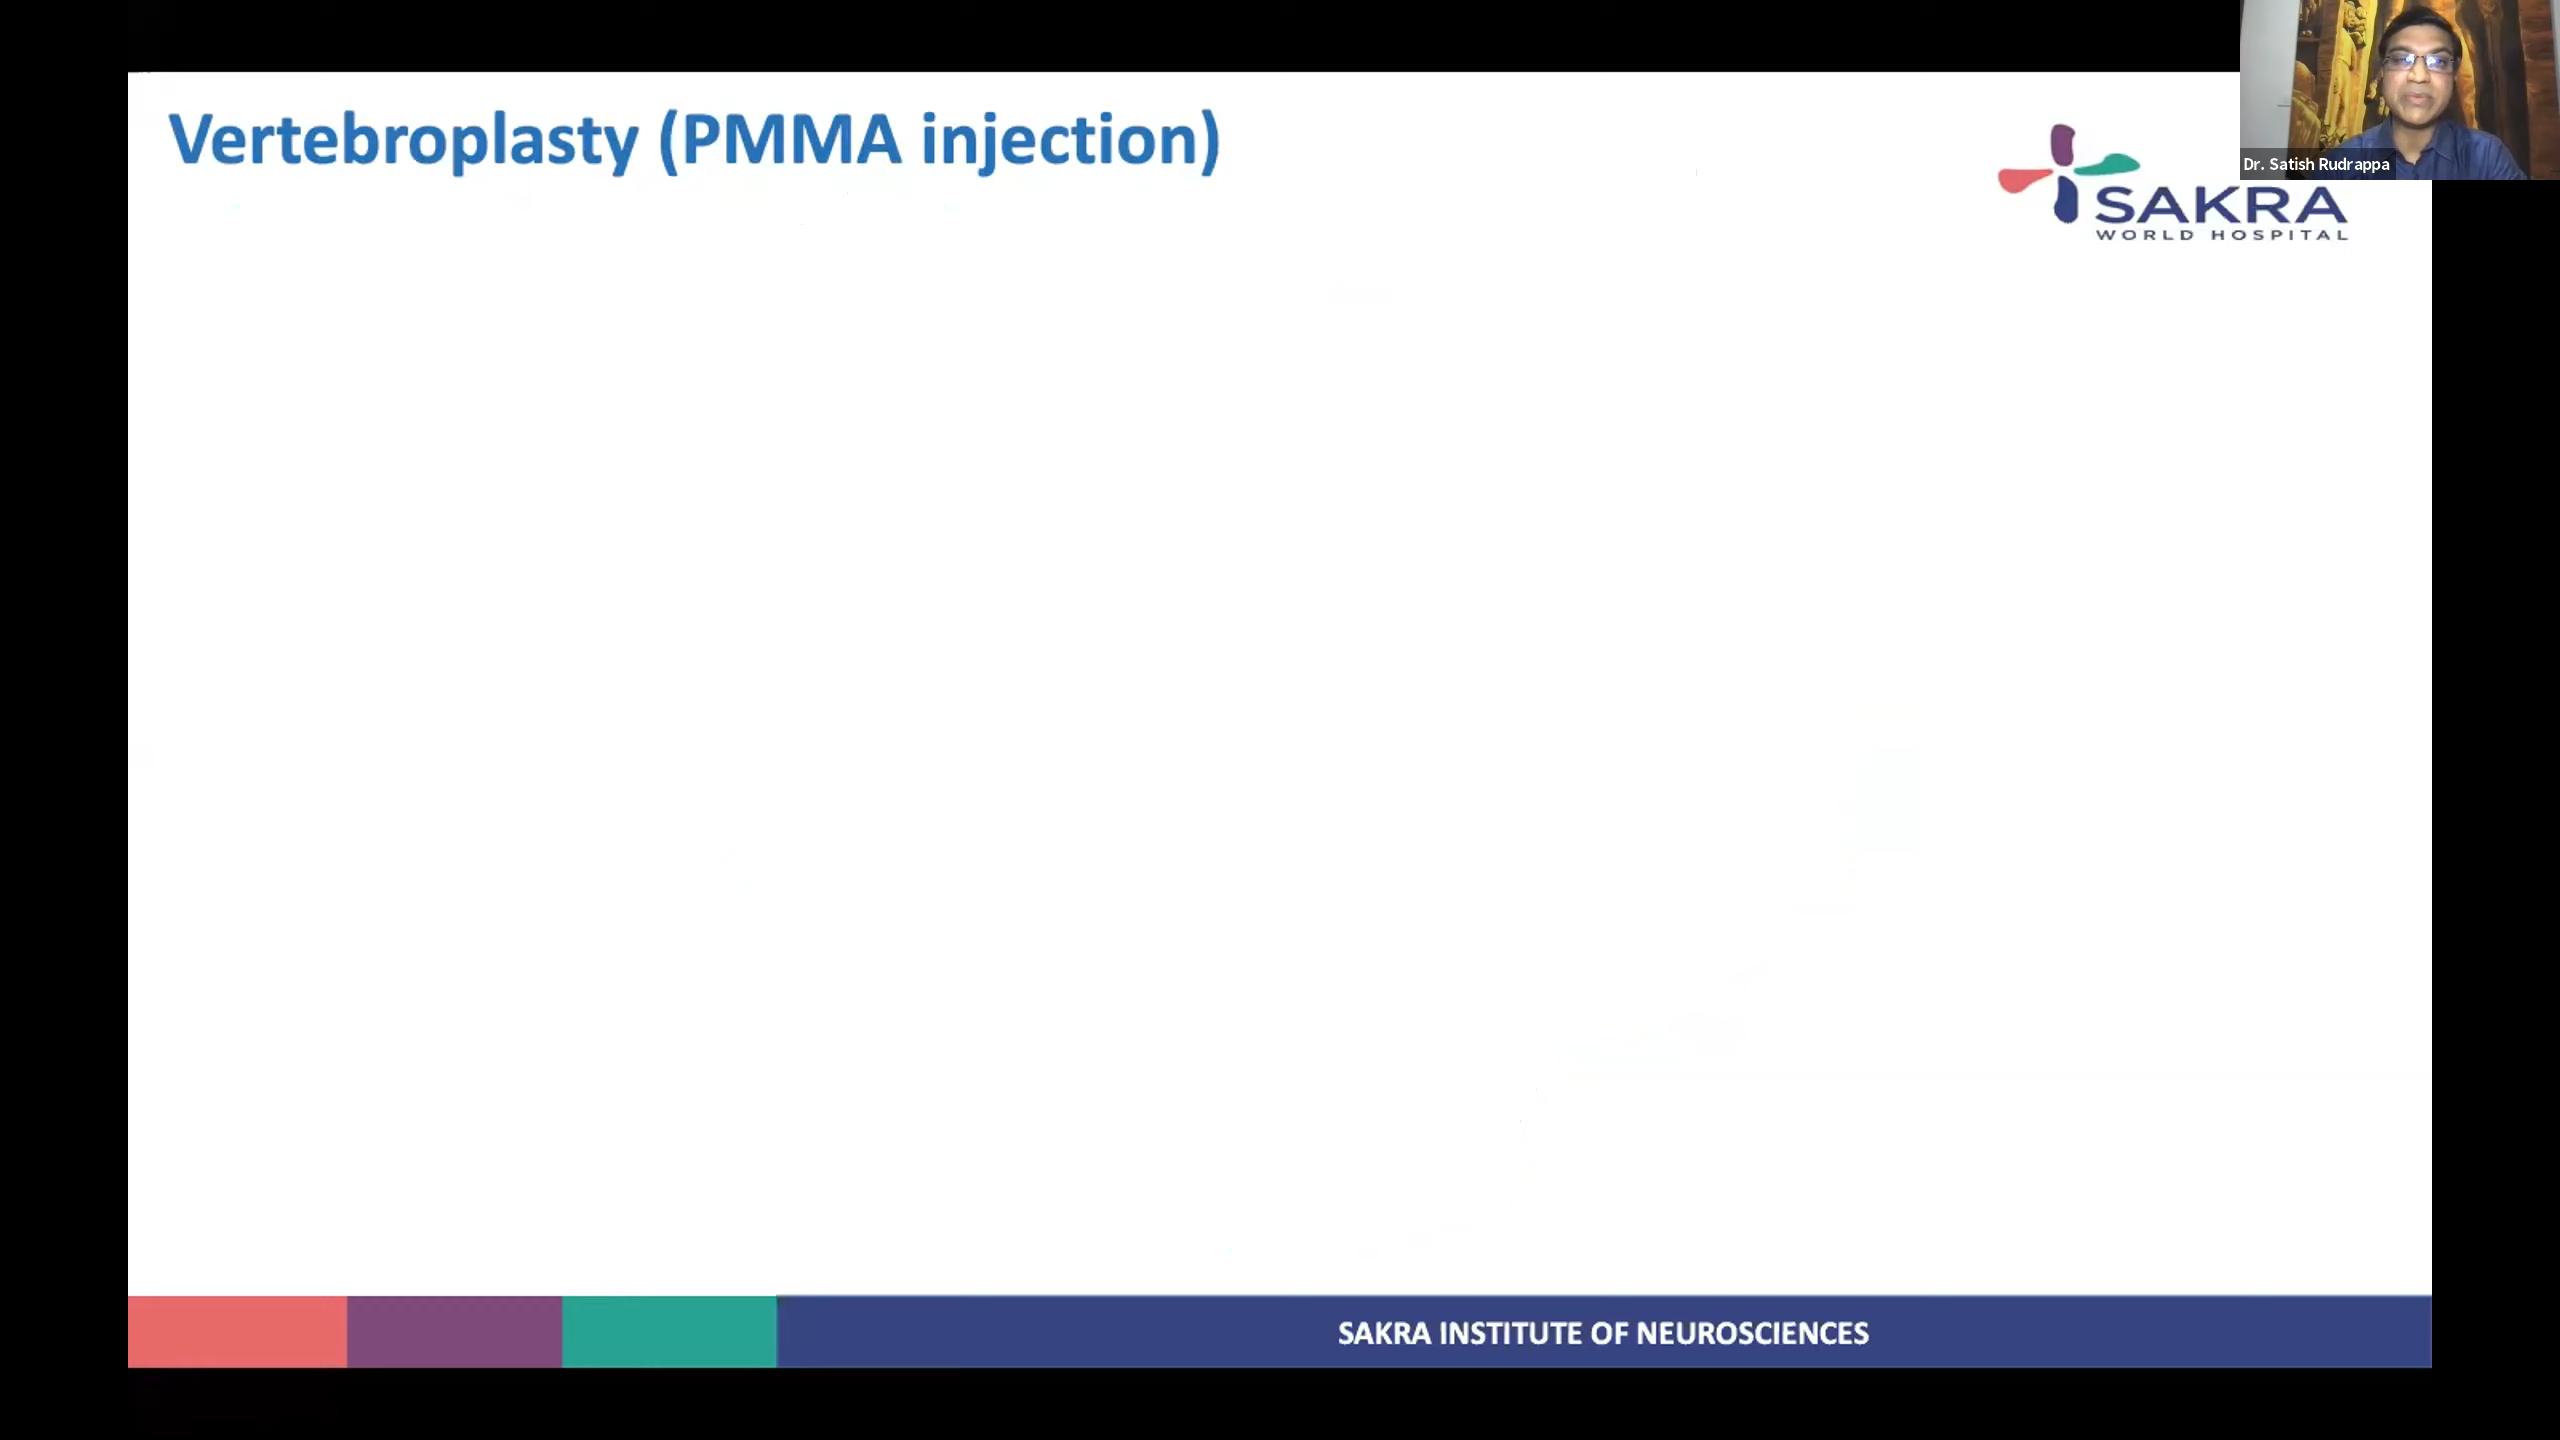 Vertebroplasty (PMMA injection)
Dr. Satish Rudrappa
SAKRA
WORLD HOSPITAL
SAKRA INSTITUTE OF NEUROSCIENCES